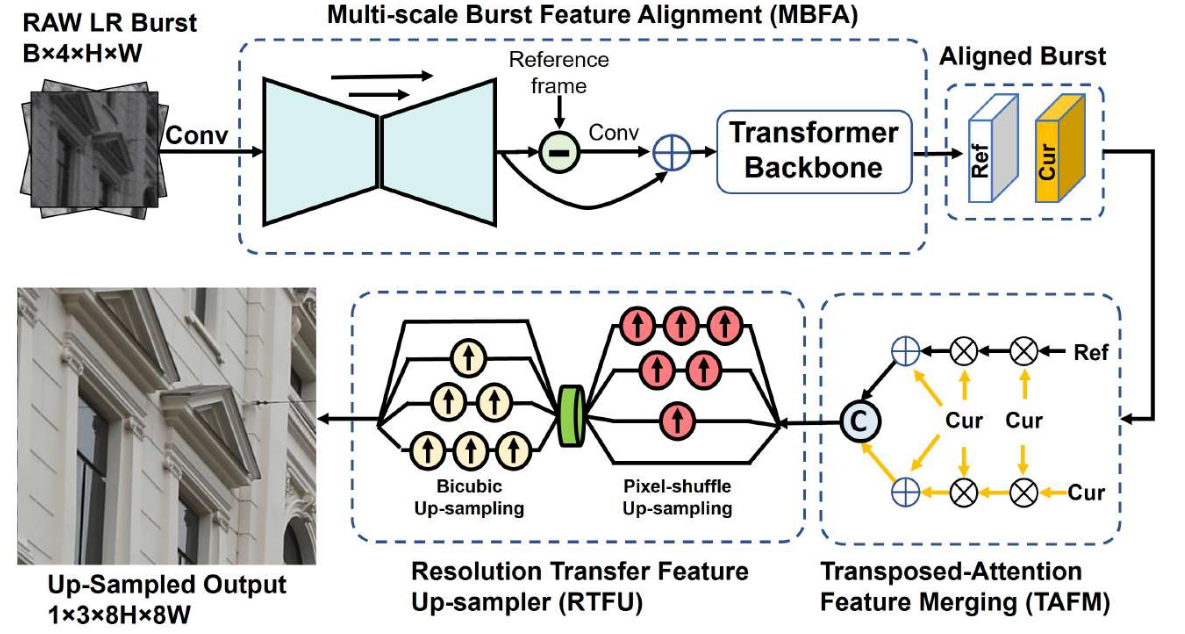 RAW LR Burst
B×4×H×W
Multi-scale Burst Feature Alignment (MBFA)
Conv
Reference
frame
Conv
Transformer
Backbone
Aligned Burst
Ref
Cur
Ref
Cur
Cur
Cur
C
Bicubic
Up-sampling
Pixel-shuffle
Up-sampling
Up-Sampled Output
1×3×8H×8W
Resolution Transfer Feature
Up-sampler (RTFU)
Transposed-Attention
Feature Merging (TAFM)